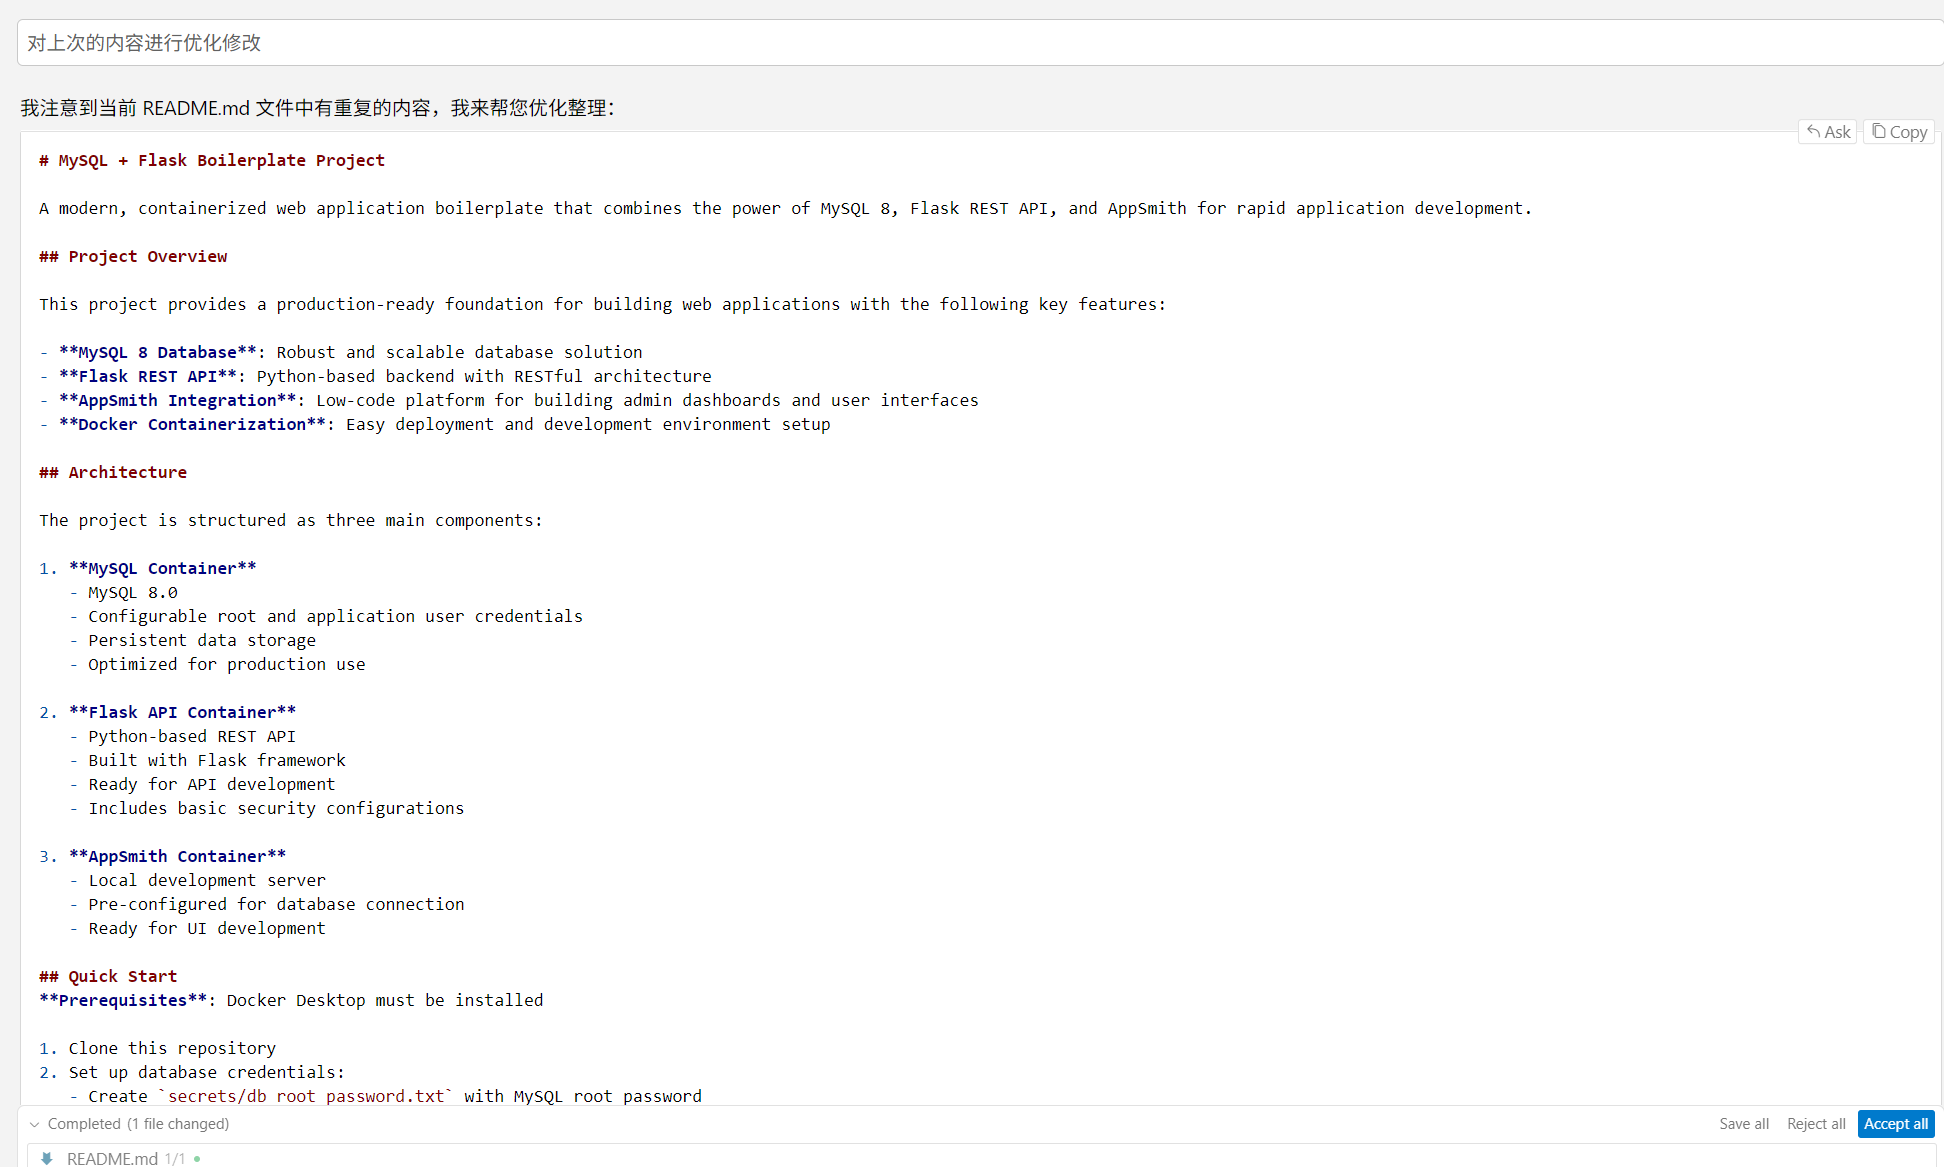 对上次的内容进行优化修改
我注意到当前 README.md 文件中有重复的内容，我来帮您优化整理：
Ask Copy
# MySQL + Flask Boilerplate Project
A modern, containerized web application boilerplate that combines the power of MySQL 8, Flask REST API, and AppSmith for rapid application development.
## Project Overview
This project provides a production-ready foundation for building web applications with the following key features:
- **MySQL 8 Database**: Robust and scalable database solution
- **Flask REST API**: Python-based backend with RESTful architecture
- **AppSmith Integration**: Low-code platform for building admin dashboards and user interfaces
- **Docker Containerization**: Easy deployment and development environment setup
## Architecture
The project is structured as three main components:
1. **MySQL Container**
- MySQL 8.0
- Configurable root and application user credentials
- Persistent data storage
- Optimized for production use
2. **Flask API Container**
- Python-based REST API
- Built with Flask framework
- Ready for API development
- Includes basic security configurations
3. **AppSmith Container**
- Local development server
- Pre-configured for database connection
- Ready for UI development
## Quick Start
**Prerequisites**: Docker Desktop must be installed
1. Clone this repository
2. Set up database credentials:
- Create `secrets/db_root_password.txt` with MySQL root password
Completed (1 file changed) Save all Reject all Accept all
README.md 1/1